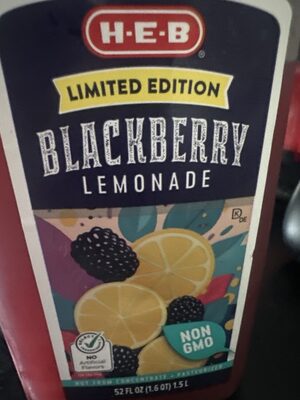 H-E-B
LIMITED EDITION
BLACKBERRY
LEMONADE
K
DE
NON
GMO
NO
Artificial
Flavors
NOT FROM CONCENTRATE • PASTEURIZED
52 FL OZ (1.6 QT) 1.5 L